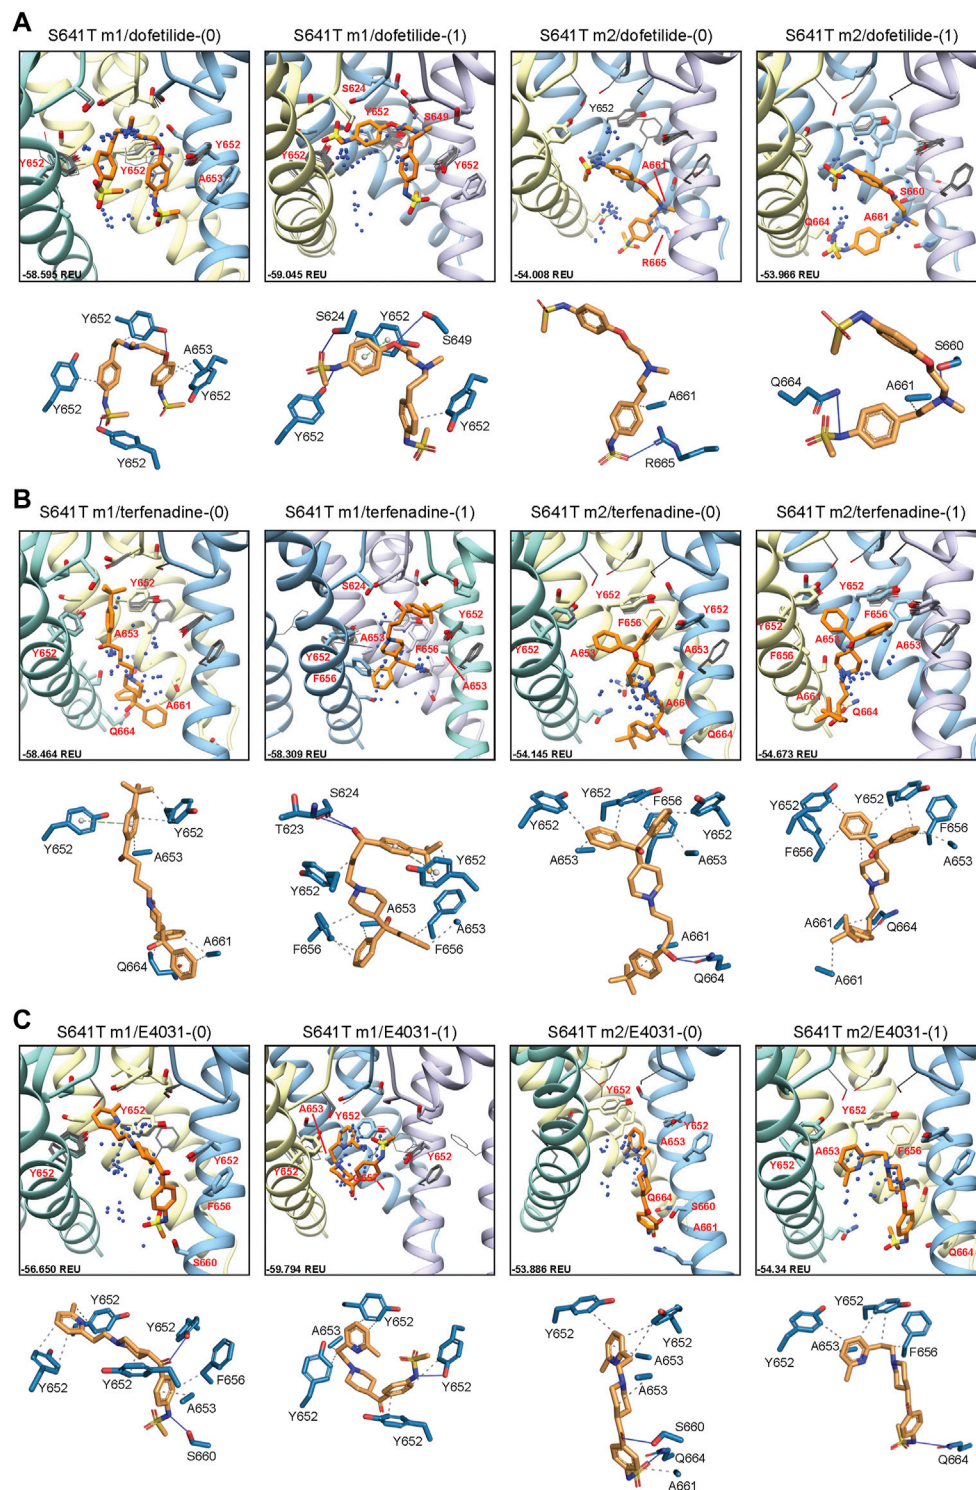 A
S641T m1/dofetilide-(0) S641T m1/dofetilide-(1) S641T m2/dofetilide-(0) S641T m2/dofetilide-(1)
Y652 Y652 Y652 A653 -58.595 REU
S624 Y652 S649 Y652 Y652 -59.045 REU
Y652 A661 R665 -54.008 REU
S660 Q664 A661 -53.966 REU
Y652 A653 Y652 Y652 Y652
S624 Y652 S649 Y652 Y652
A661 R665
S660 Q664 A661
B
S641T m1/terfenadine-(0) S641T m1/terfenadine-(1) S641T m2/terfenadine-(0) S641T m2/terfenadine-(1)
Y652 A653 Y652 A661 Q664 -58.464 REU
S624 Y652 A653 Y652 F656 F656 A653 -58.309 REU
Y652 Y652 F656 Y652 A653 A653 A661 Q664 -54.145 REU
Y652 F656 Y652 A653 A653 F656 A661 Q664 -54.673 REU
Y652 Y652 A653 A661 Q664
S624 T623 Y652 Y652 A653 A653 F656 F656
Y652 F656 Y652 Y652 A653 A653 A661 Q664
Y652 Y652 F656 F656 A653 A661 Q664 A661
C
S641T m1/E4031-(0) S641T m1/E4031-(1) S641T m2/E4031-(0) S641T m2/E4031-(1)
Y652 Y652 Y652 F656 S660 -56.650 REU
A653 Y652 Y652 Y652 -59.794 REU
Y652 Y652 A653 Q664 S660 A661 -53.886 REU
Y652 A653 F656 Y652 Q664 -54.34 REU
Y652 Y652 Y652 Y652 F656 A653 S660
A653 Y652 Y652 Y652 Y652
Y652 Y652 A653 A653 S660 Q664 A661
Y652 Y652 A653 F656 Q664